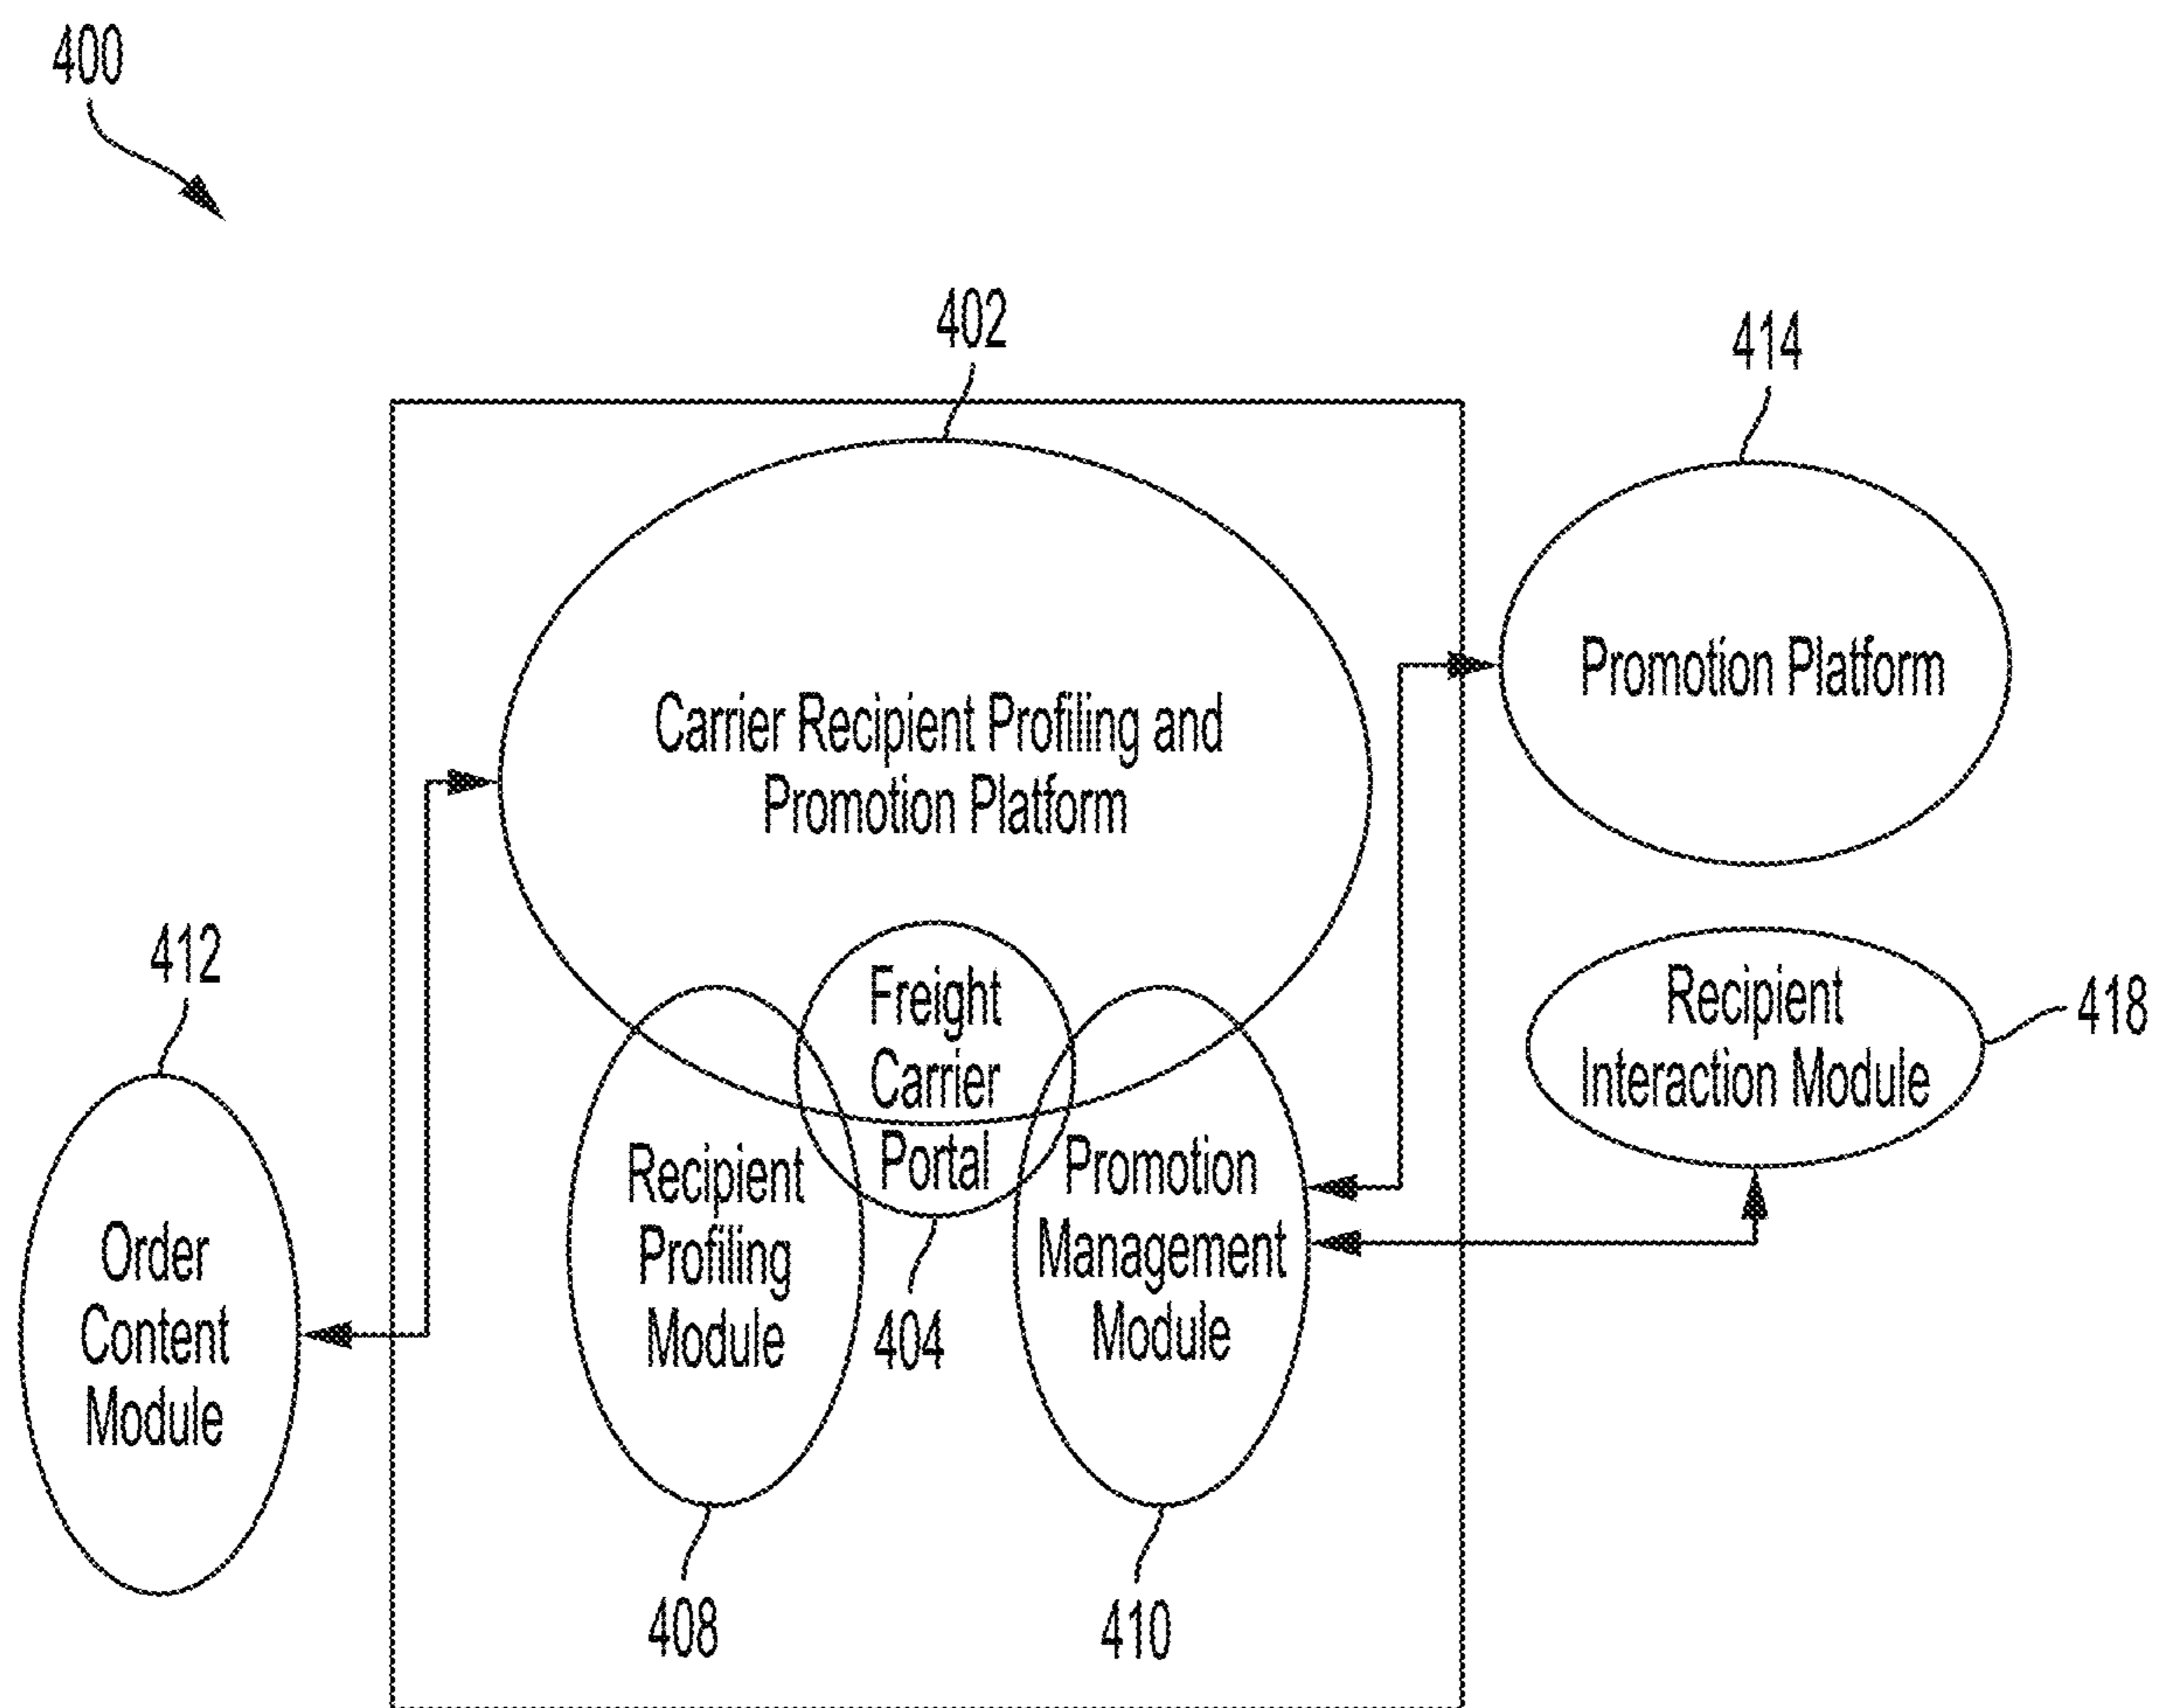 400
402
414
Promotion Platform
Carrier Recipient Profiling and
Promotion Platform
412
Freight
Carrier
Portal
Recipient
Interaction Module
418
Order
Content
Module
Recipient
Profiling
Module
404
Promotion
Management
Module
408
410